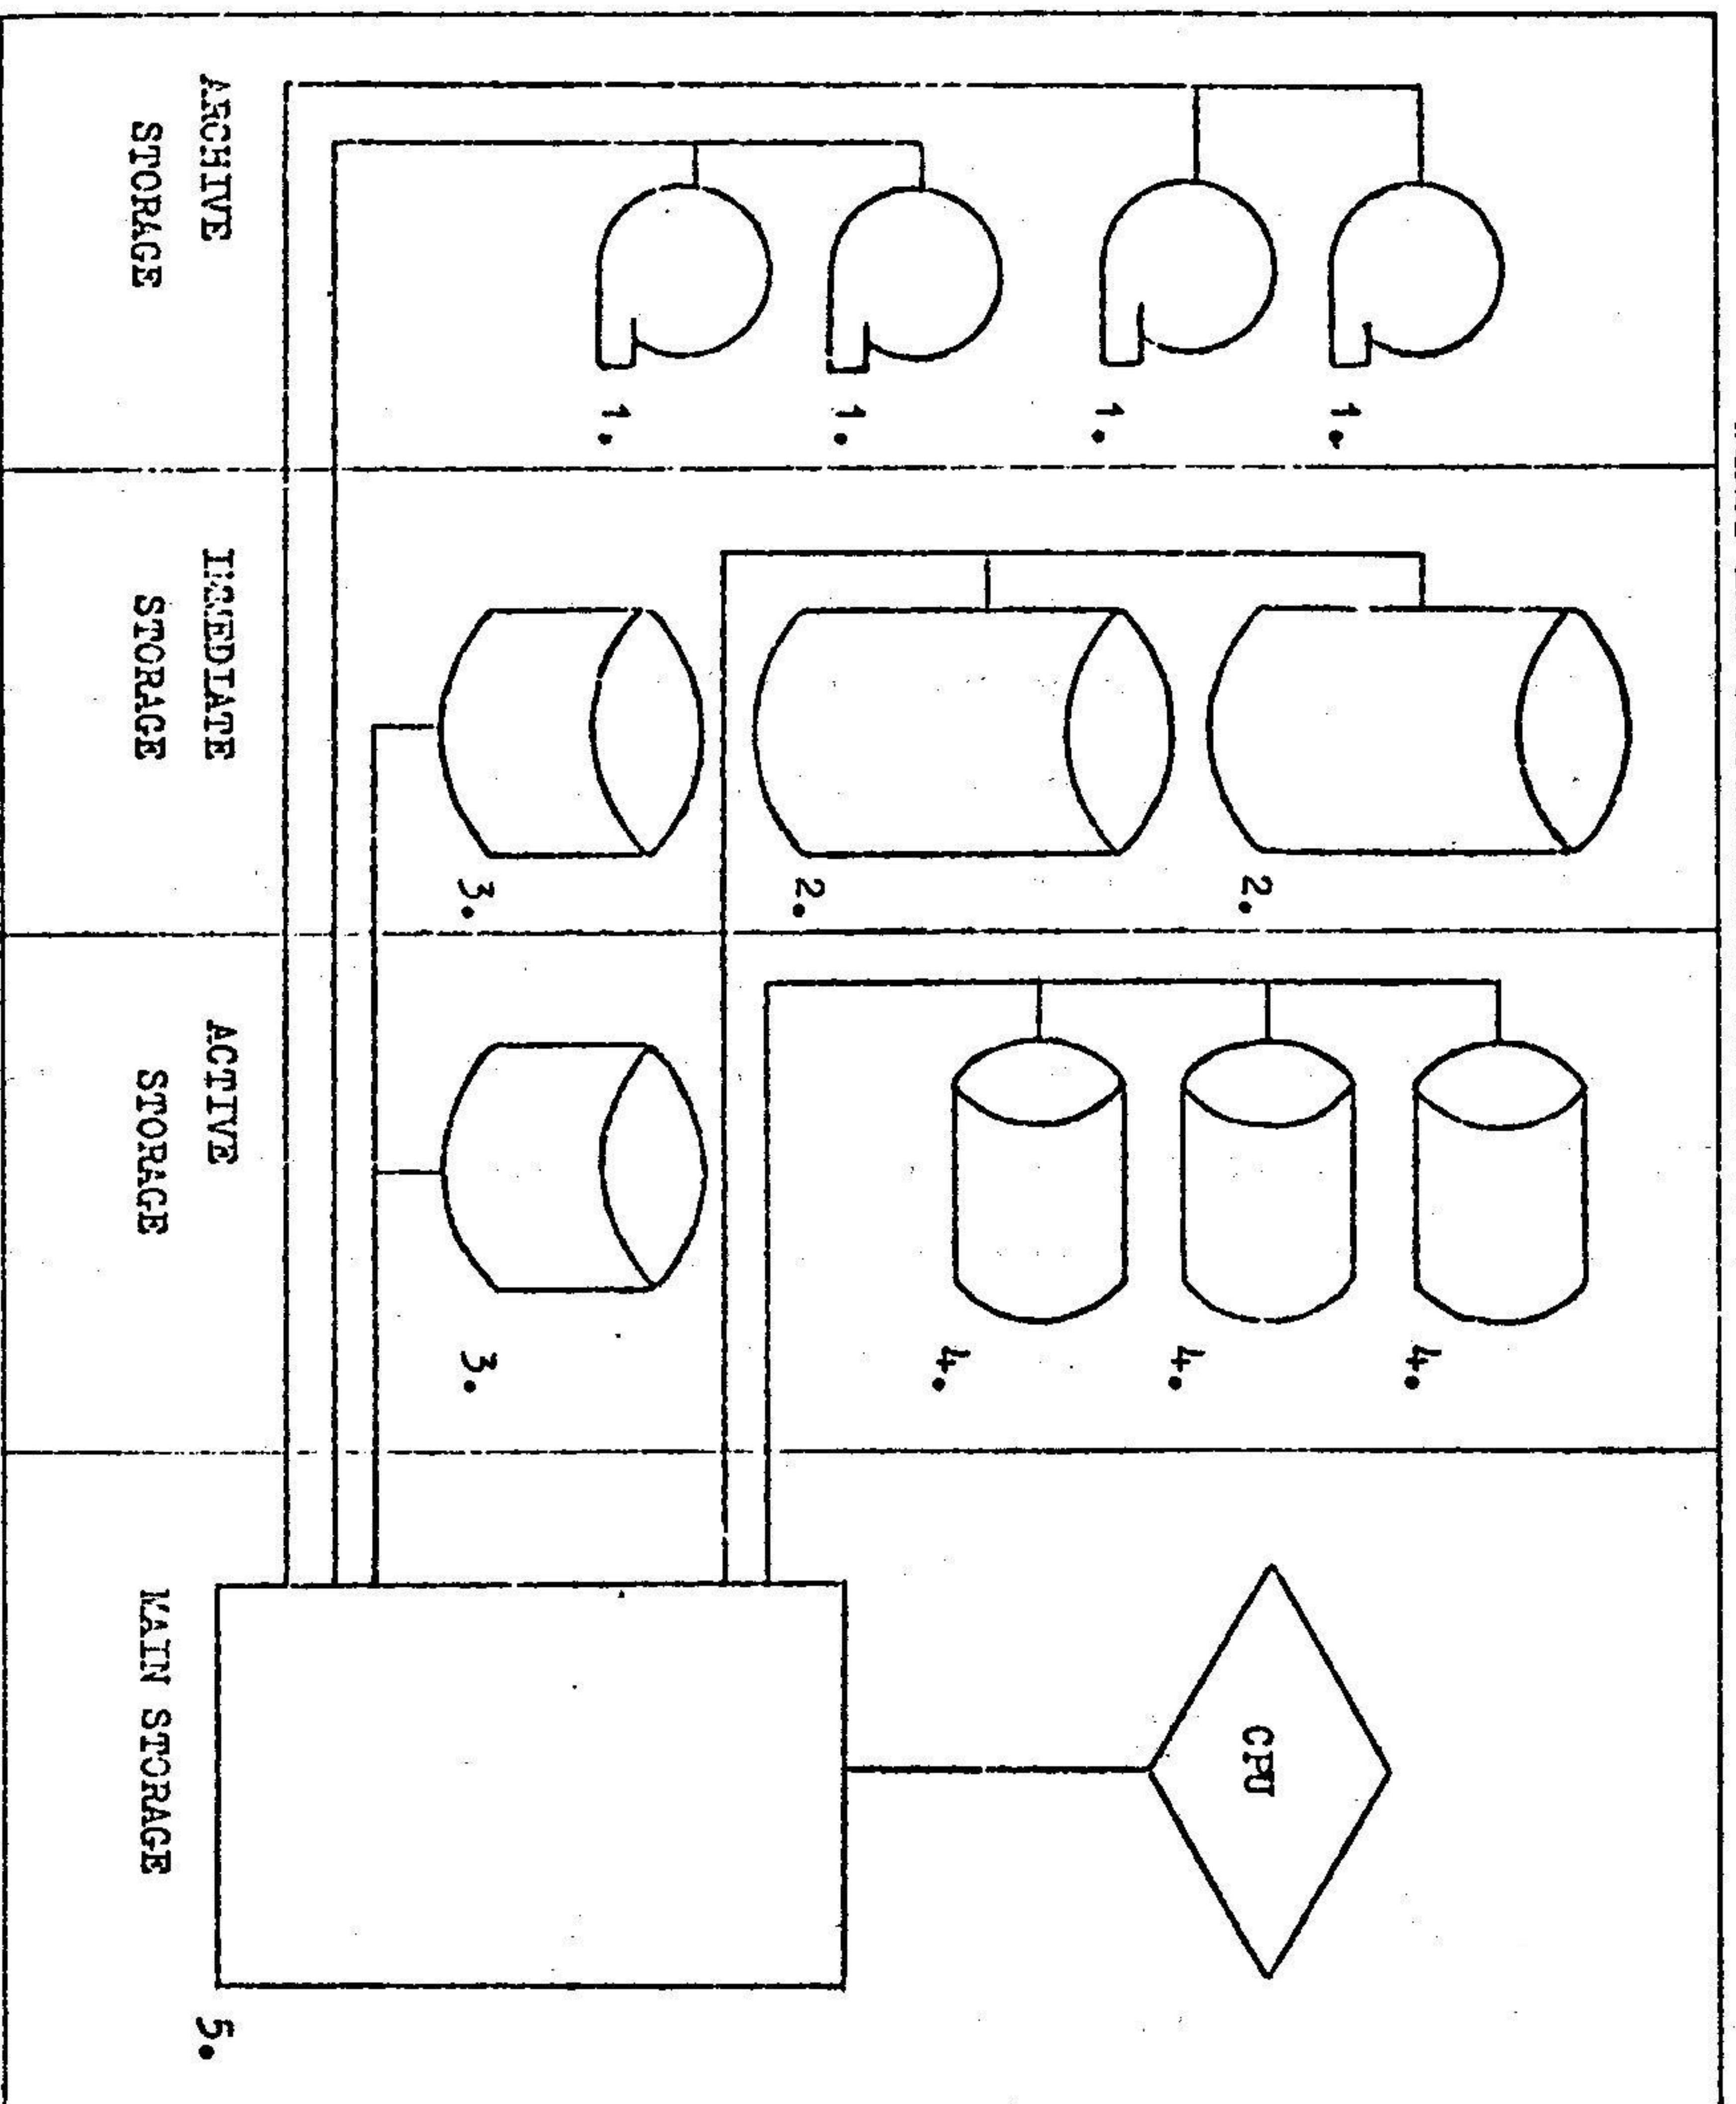 1.
1.
1.
1.
ARCHIVE
STORAGE
2.
2.
3.
IMMEDIATE
STORAGE
4.
4.
4.
3.
ACTIVE
STORAGE
CPU
5.
MAIN STORAGE